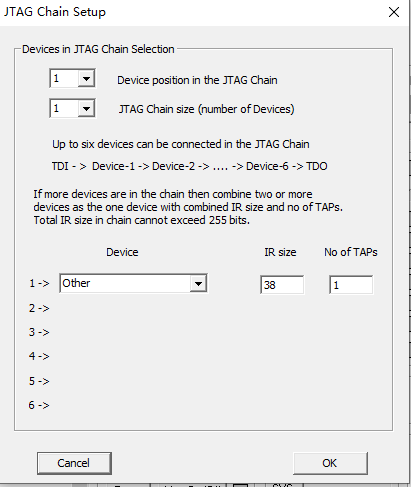 JTAG Chain Setup
Devices in JTAG Chain Selection
1 Device position in the JTAG Chain
1 JTAG Chain size (number of Devices)
Up to six devices can be connected in the JTAG Chain
TDI - > Device-1 -> Device-2 -> .... -> Device-6 -> TDO
If more devices are in the chain then combine two or more
devices as the one device with combined IR size and no of TAPs.
Total IR size in chain cannot exceed 255 bits.
Device IR size No of TAPs
1 -> Other 38 1
2 ->
3 ->
4 ->
5 ->
6 ->
Cancel OK